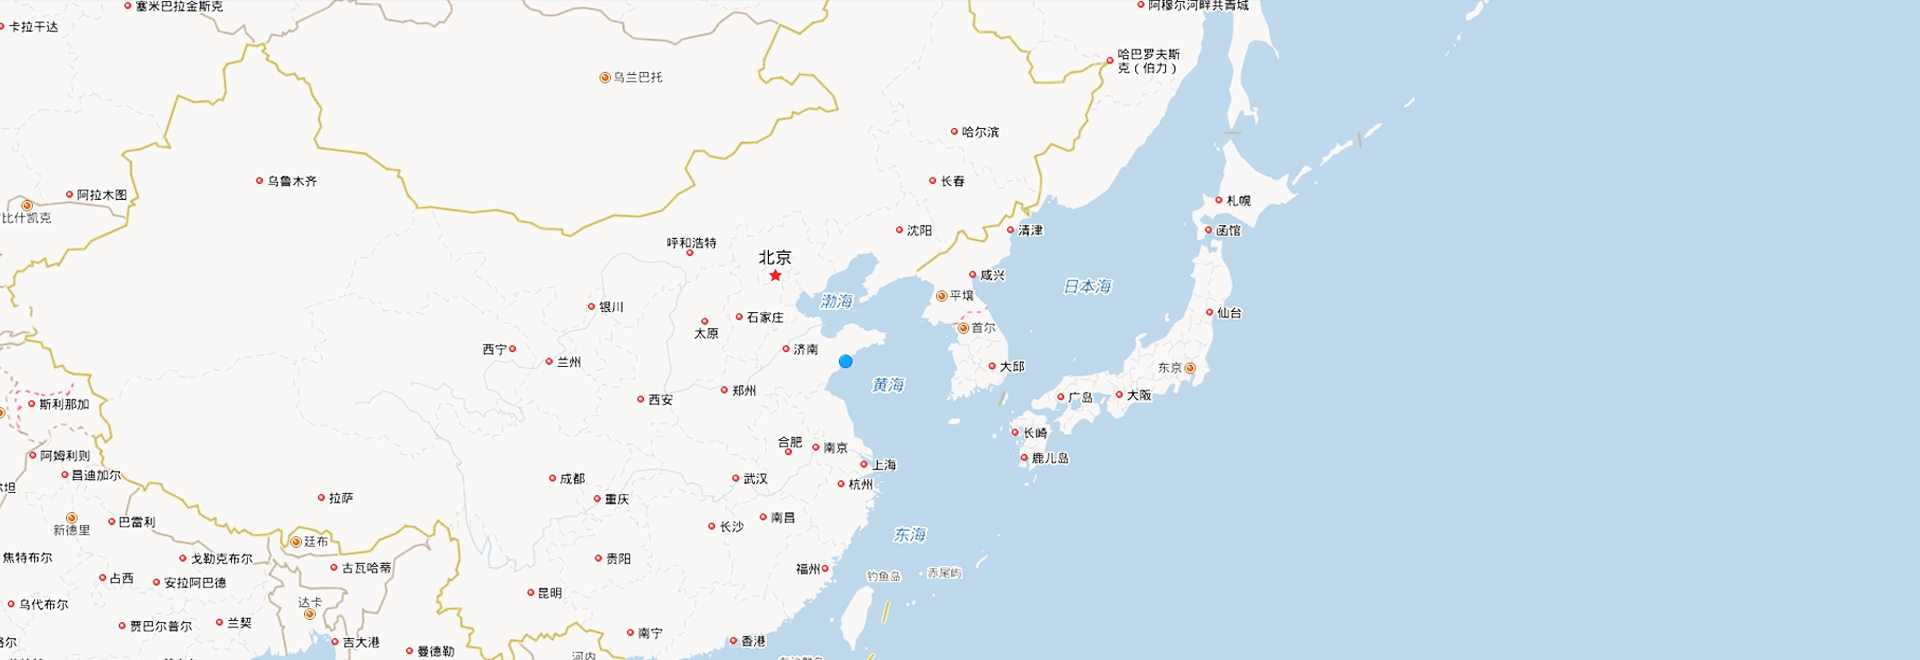 塞米巴拉金斯克
阿穆尔河畔共青城
卡拉干达
哈巴罗夫斯
克（伯力）
乌兰巴托
哈尔滨
乌鲁木齐
长春
阿拉木图
札幌
比什凯克
沈阳
清津
函馆
呼和浩特
北京
咸兴
日本海
平壤
渤海
银川
仙台
石家庄
太原
首尔
西宁
济南
兰州
大邱
东京
黄海
郑州
大阪
广岛
西安
斯利那加
长崎
合肥
南京
阿姆利则
鹿儿岛
上海
昌迪加尔
成都
武汉
杭州
坦
拉萨
重庆
南昌
巴雷利
长沙
新德里
东海
廷布
焦特布尔
戈勒克布尔
贵阳
古瓦哈蒂
福州
赤尾屿
钓鱼岛
占西
安拉阿巴德
昆明
达卡
乌代布尔
兰契
贾巴尔普尔
南宁
尔
吉大港
香港
曼德勒
河内